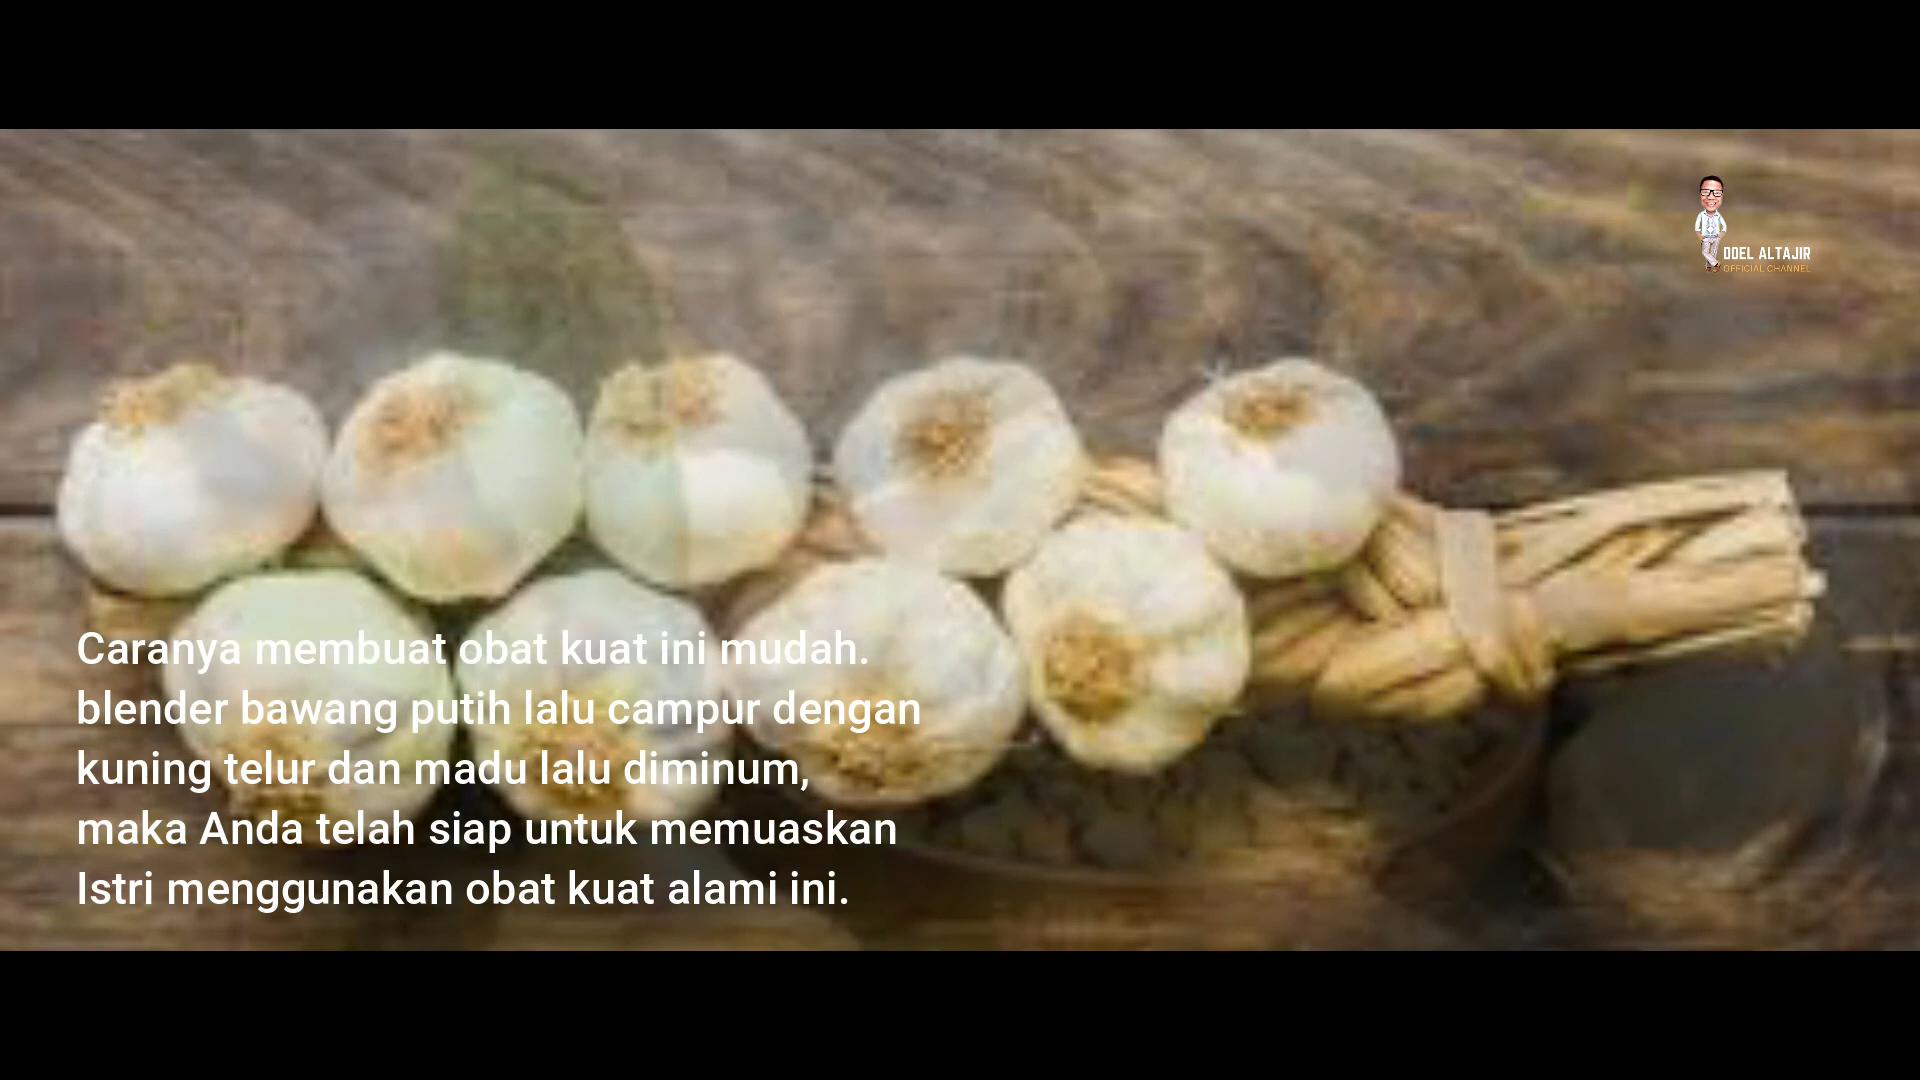 DOEL ALTAJIR
OFFICIAL CHANNEL
Caranya membuat obat kuat ini mudah.
blender bawang putih lalu campur dengan
kuning telur dan madu lalu diminum,
maka Anda telah siap untuk memuaskan
Istri menggunakan obat kuat alami ini.